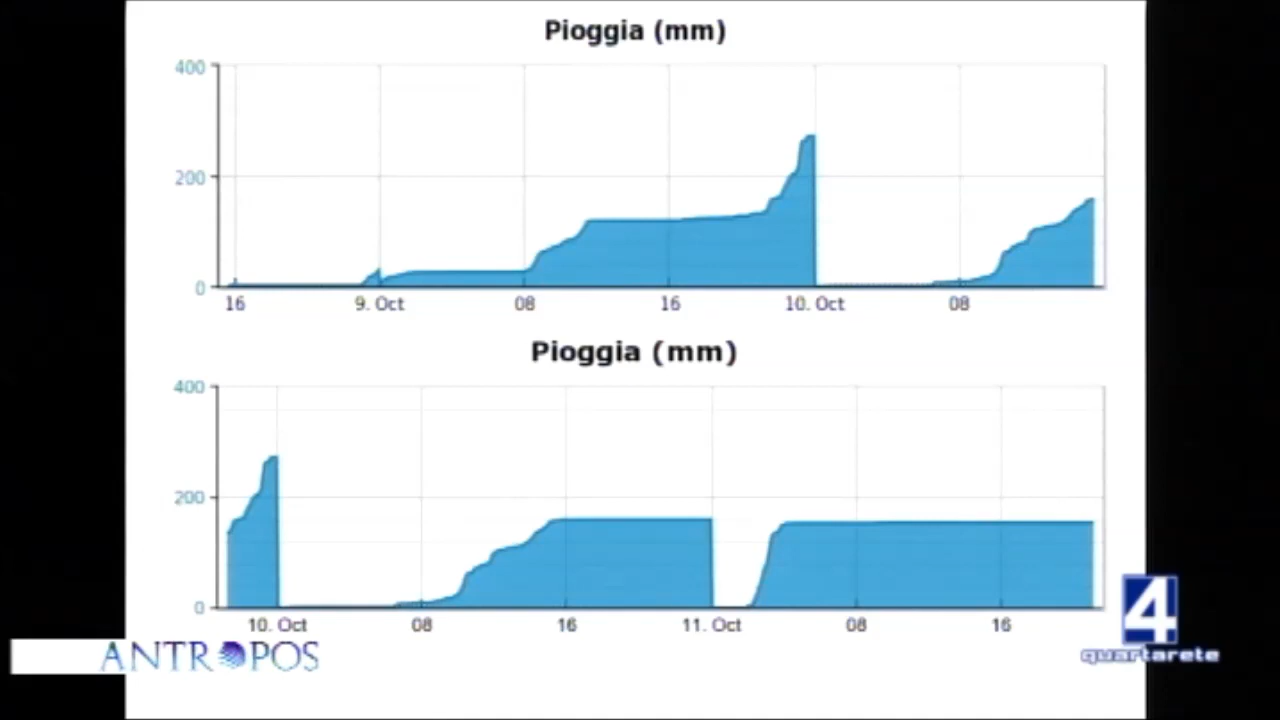 Pioggia (mm)
400
200
0
16 9. Oct 08 16 10. Oct 08
Pioggia (mm)
400
200
0
10. Oct 08 16 11. Oct 08 16
ANTROPOS
4
quartarete